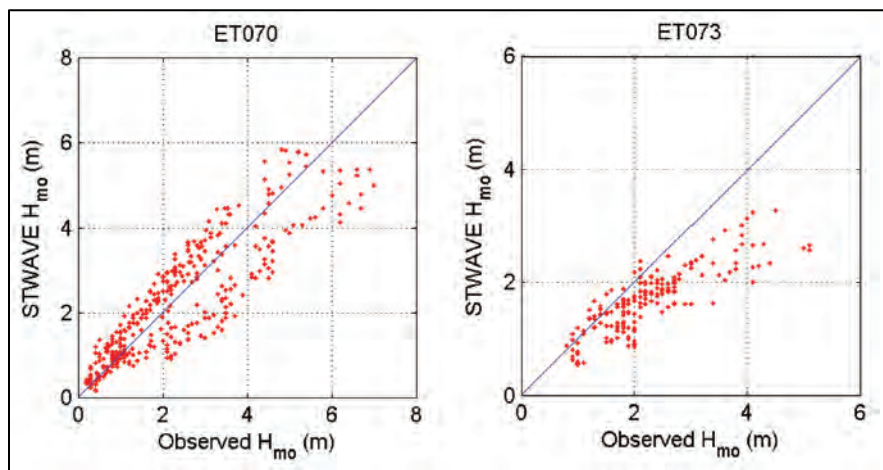 ET070
8
6
4
2
0
STWAVE Hmo (m)
0 2 4 6 8
Observed Hmo (m)
ET073
6
4
2
0
STWAVE Hmo (m)
0 2 4 6
Observed Hmo (m)